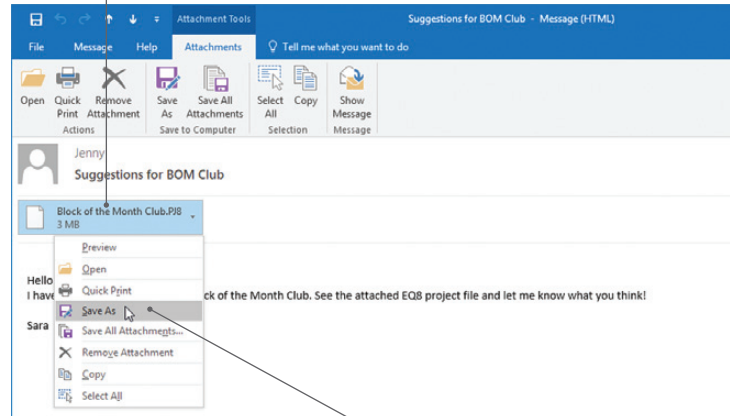 Attachment Tools
Suggestions for BOM Club - Message (HTML)
File Message Help Attachments Tell me what you want to do
Open Quick Print Remove Attachment Save As Save All Attachments Select All Copy Show Message
Actions Save to Computer Selection Message
Jenny
Suggestions for BOM Club
Block of the Month Club.PJ8
3 MB
Preview
Open
Quick Print
Save As
Save All Attachments...
Remove Attachment
Copy
Select All
Hello
I have ck of the Month Club. See the attached EQ8 project file and let me know what you think!
Sara